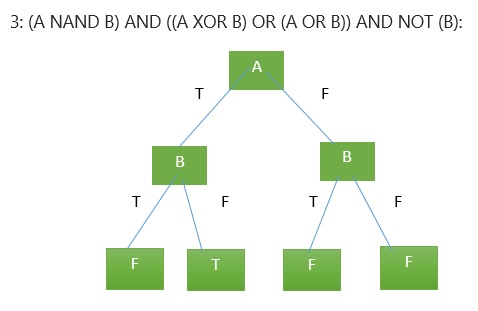 3: (A NAND B) AND ((A XOR B) OR (A OR B)) AND NOT (B):
A
T F
B B
T F T F
F T F F